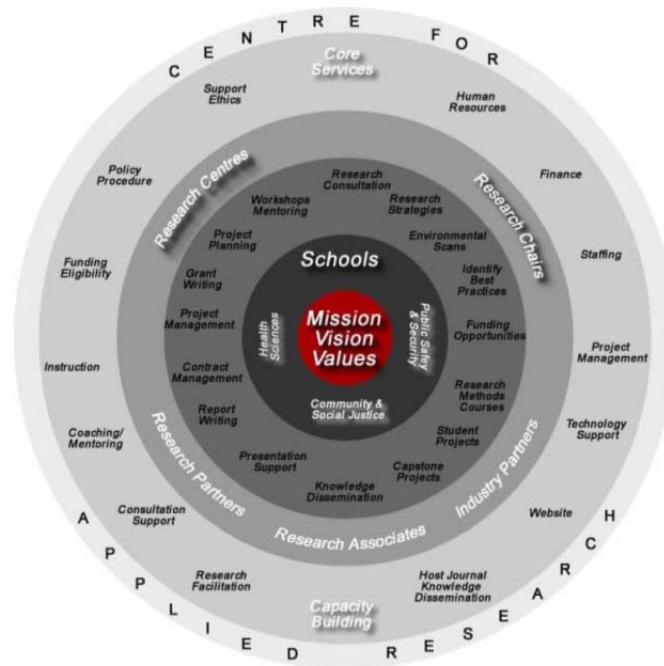 CENTRE FOR
APPLIED RESEARCH
Core
Services
Support
Ethics
Human
Resources
Policy
Procedure
Finance
Funding
Eligibility
Staffing
Instruction
Project
Management
Coaching/
Mentoring
Technology
Support
Consultation
Support
Website
Research
Facilitation
Host Journal
Knowledge
Dissemination
Capacity
Building
Research Centres
Research Chairs
Research Partners
Research Associates
Industry Partners
Research
Consultation
Workshops
Mentoring
Research
Strategies
Project
Planning
Environmental
Scans
Grant
Writing
Identify
Best
Practices
Project
Management
Funding
Opportunities
Contract
Management
Research
Methods
Courses
Report
Writing
Student
Projects
Presentation
Support
Capstone
Projects
Knowledge
Dissemination
Schools
Health
Sciences
Public Safey
& Security
Community &
Social Justice
Mission
Vision
Values